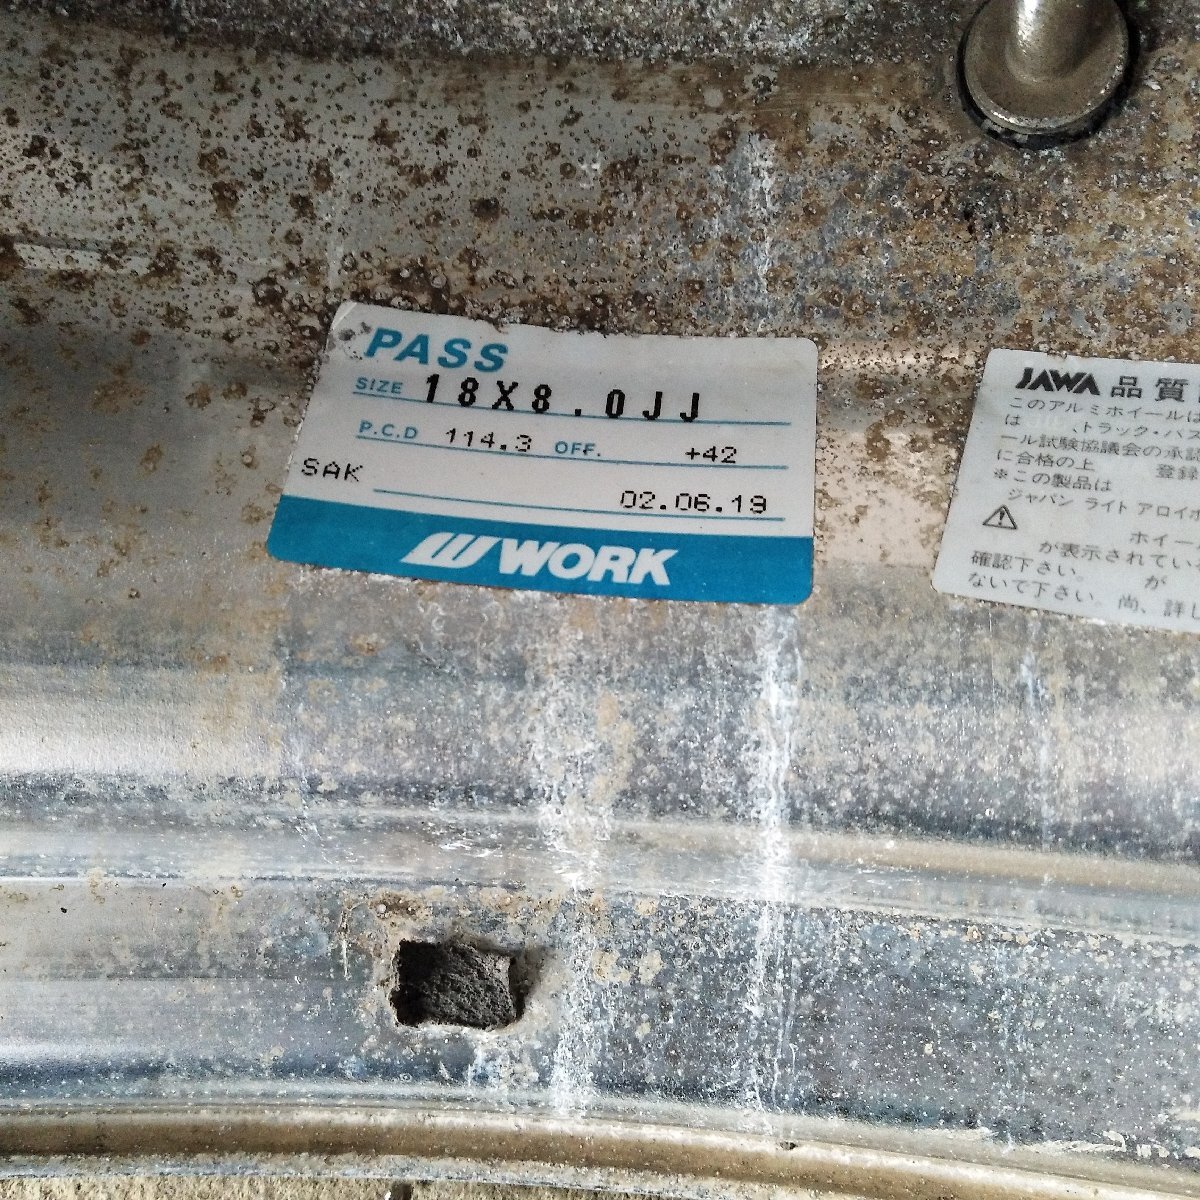 PASS
SIZE 18X8.0JJ
P.C.D 114.3 OFF. +42
SAK
02.06.19
WORK
JAWA 品質
このアルミホイールは
は 、トラック・バス
ール試験協議会の承認
に合格の上 登録
※この製品は
ジャパン ライト アロイホ
⚠ ホイー
が表示されてい
確認下さい。 が
ないで下さい。尚、詳し